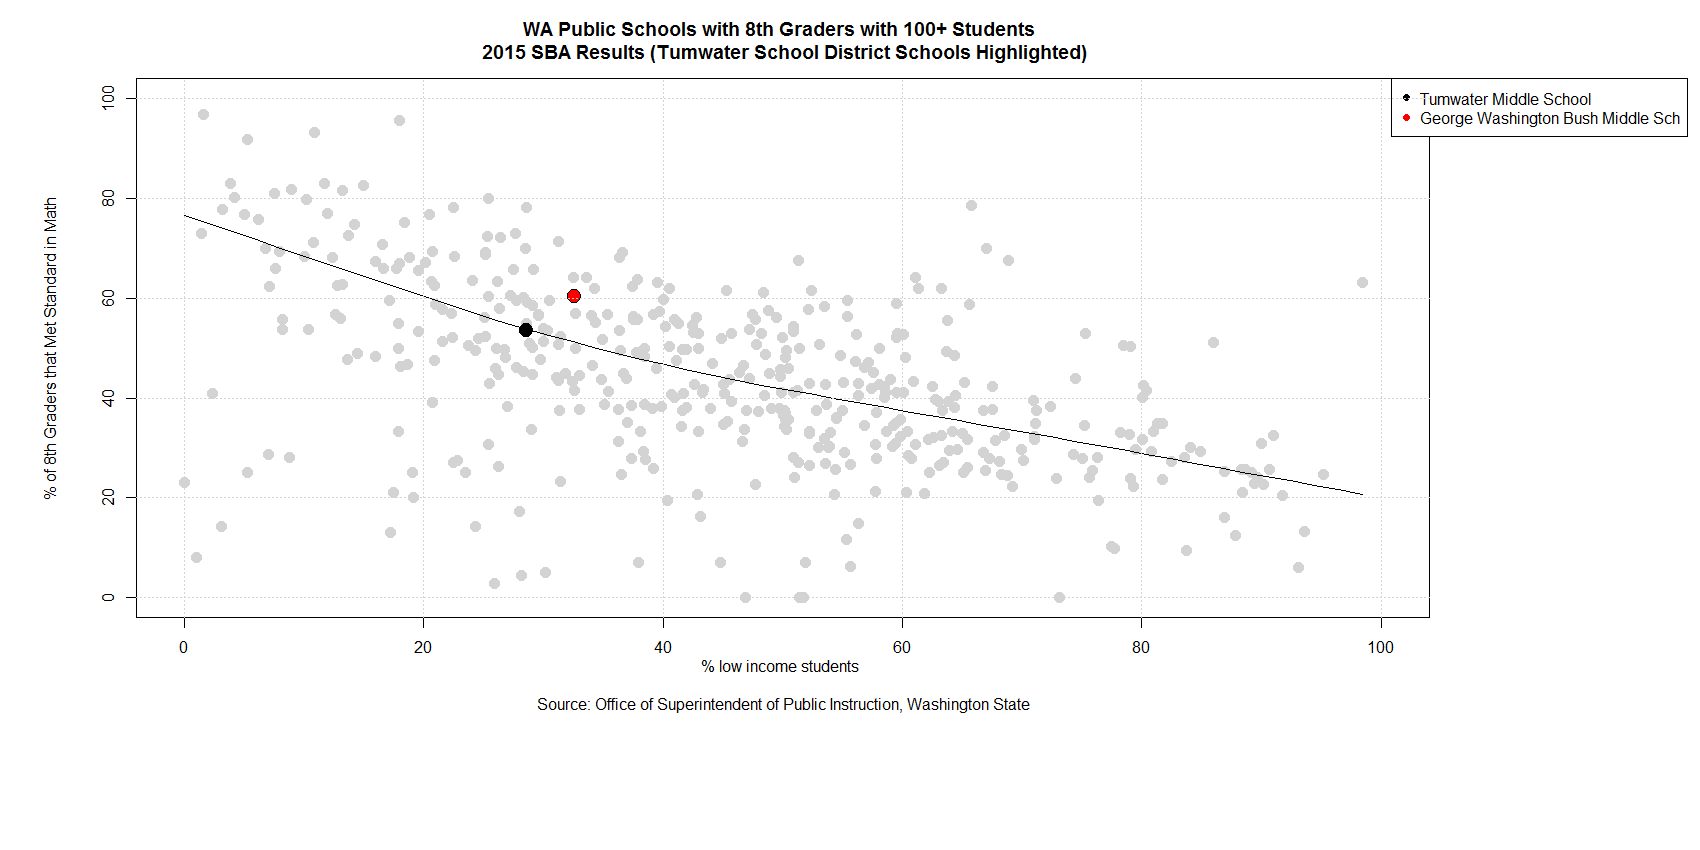 WA Public Schools with 8th Graders with 100+ Students
2015 SBA Results (Tumwater School District Schools Highlighted)
Tumwater Middle School
George Washington Bush Middle Sch
% of 8th Graders that Met Standard in Math
100
80
60
40
20
0
0 20 40 60 80 100
% low income students
Source: Office of Superintendent of Public Instruction, Washington State